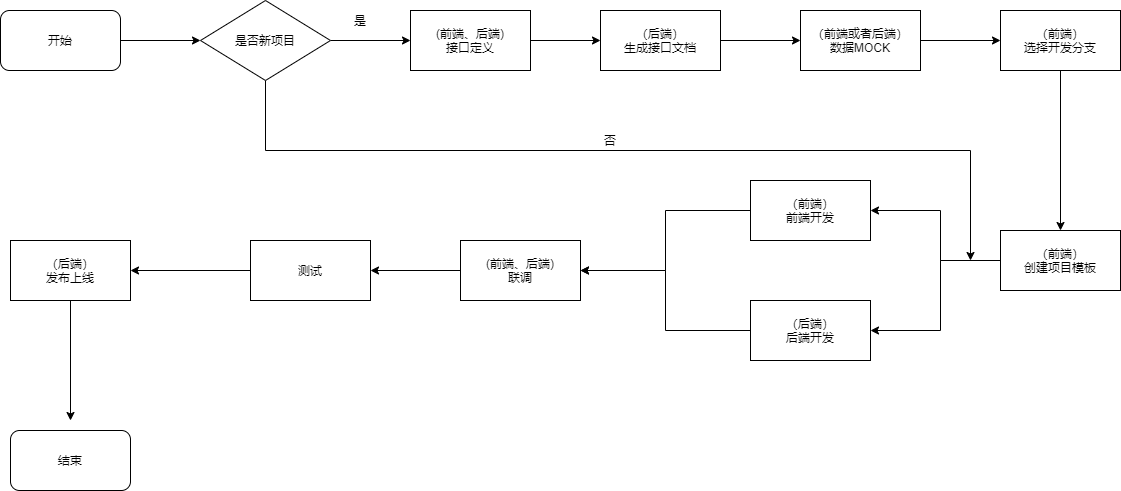 开始
是否新项目
是
（前端、后端）
接口定义
（后端）
生成接口文档
（前端或者后端）
数据MOCK
（前端）
选择开发分支
否
（前端）
前端开发
（前端）
创建项目模板
（后端）
后端开发
（前端、后端）
联调
测试
（后端）
发布上线
结束